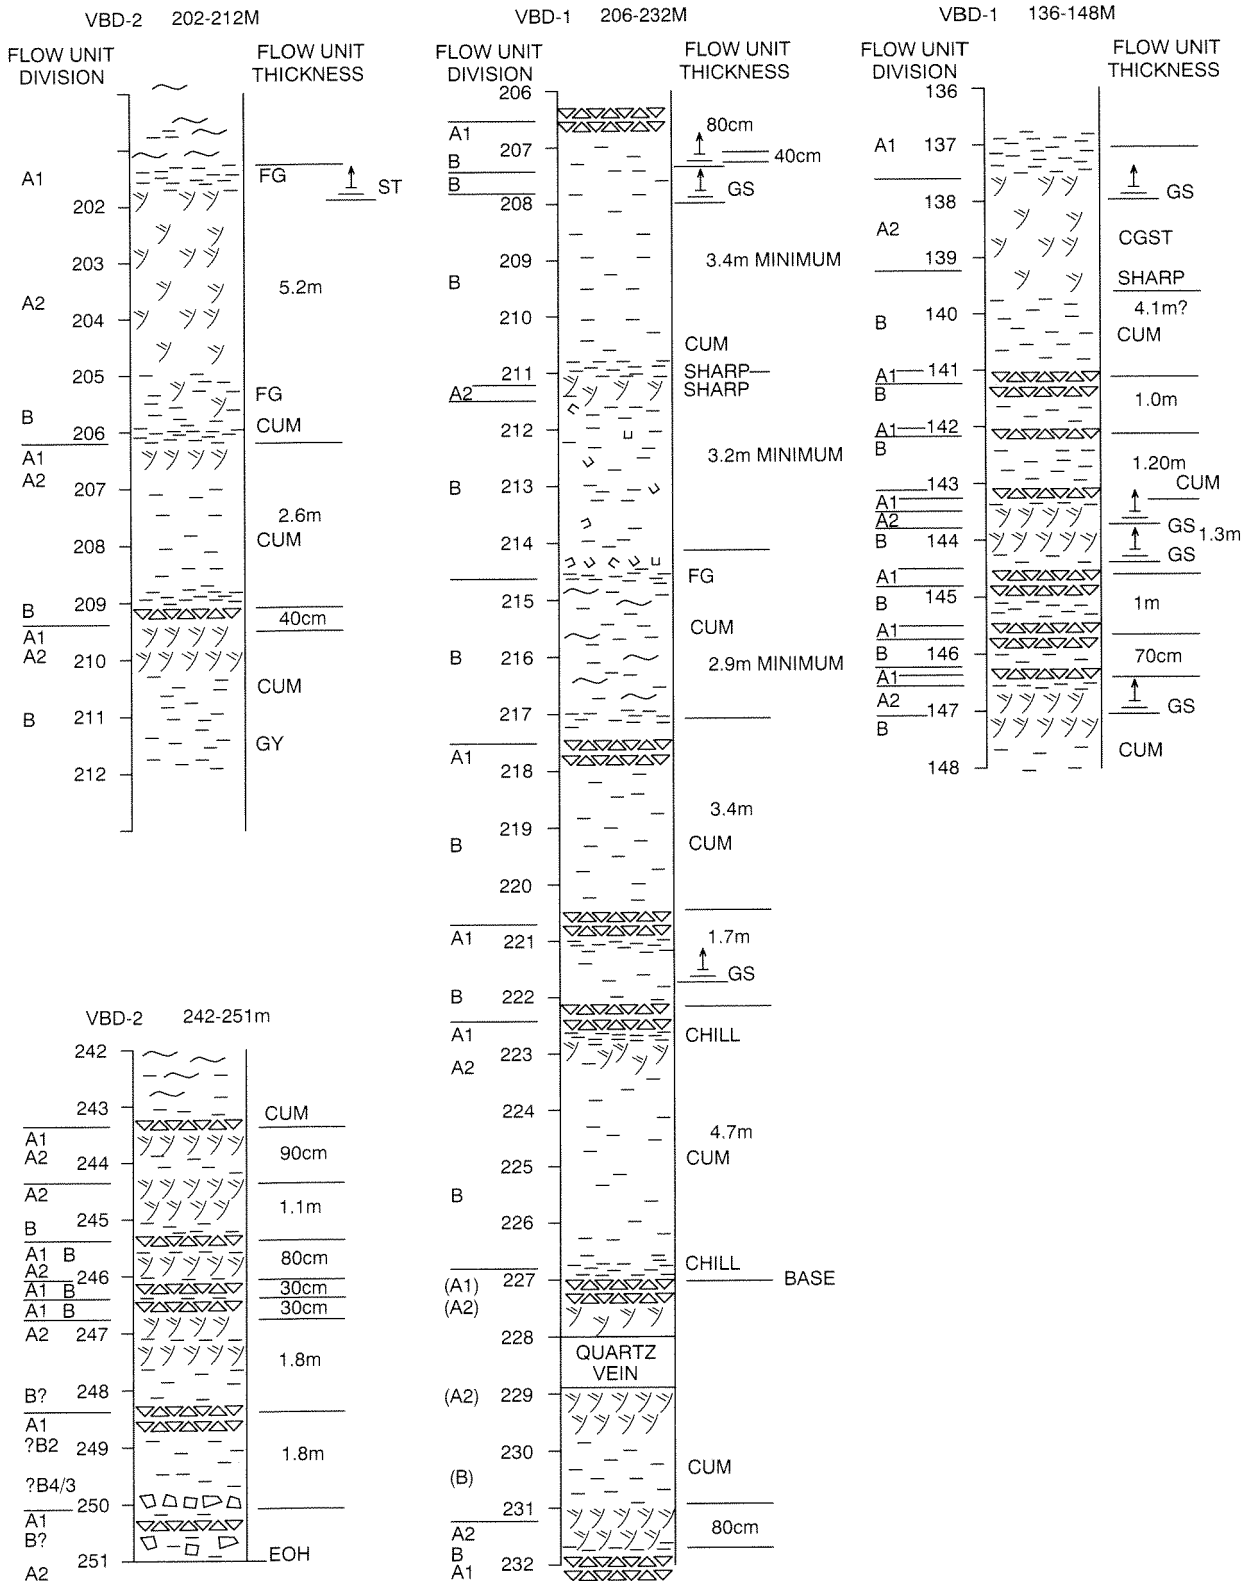 VBD-2 202-212M
FLOW UNIT DIVISION
FLOW UNIT THICKNESS
A1
FG
ST
202
203
A2
204
5.2m
205
FG
B
206
CUM
A1
A2
207
2.6m
208
CUM
209
B
40cm
A1
A2
210
CUM
B
211
GY
212
VBD-2 242-251m
242
243
CUM
A1
A2
244
90cm
A2
1.1m
B
245
A1 B
80cm
A2
246
A1 B
30cm
A1 B
30cm
A2
247
1.8m
B?
248
A1
?B2
249
1.8m
?B4/3
250
A1
B?
EOH
251
A2
VBD-1 206-232M
FLOW UNIT DIVISION
FLOW UNIT THICKNESS
206
A1
80cm
207
B
40cm
B
GS
208
209
3.4m MINIMUM
B
210
CUM
211
SHARP
SHARP
A2
212
3.2m MINIMUM
B
213
214
FG
215
CUM
B
216
2.9m MINIMUM
217
A1
218
3.4m
219
B
CUM
220
A1
221
1.7m
GS
B
222
A1
CHILL
223
A2
224
4.7m
CUM
225
B
226
CHILL
227
BASE
(A1)
(A2)
228
QUARTZ
VEIN
(A2)
229
230
CUM
(B)
231
A2
80cm
B
232
A1
VBD-1 136-148M
FLOW UNIT DIVISION
FLOW UNIT THICKNESS
136
A1
137
GS
138
A2
CGST
139
SHARP
4.1m?
B
140
CUM
141
A1
B
1.0m
142
A1
B
1.20m
143
CUM
A1
A2
GS
1.3m
B
144
GS
A1
B
145
1m
A1
B
146
70cm
A1
A2
147
GS
B
CUM
148